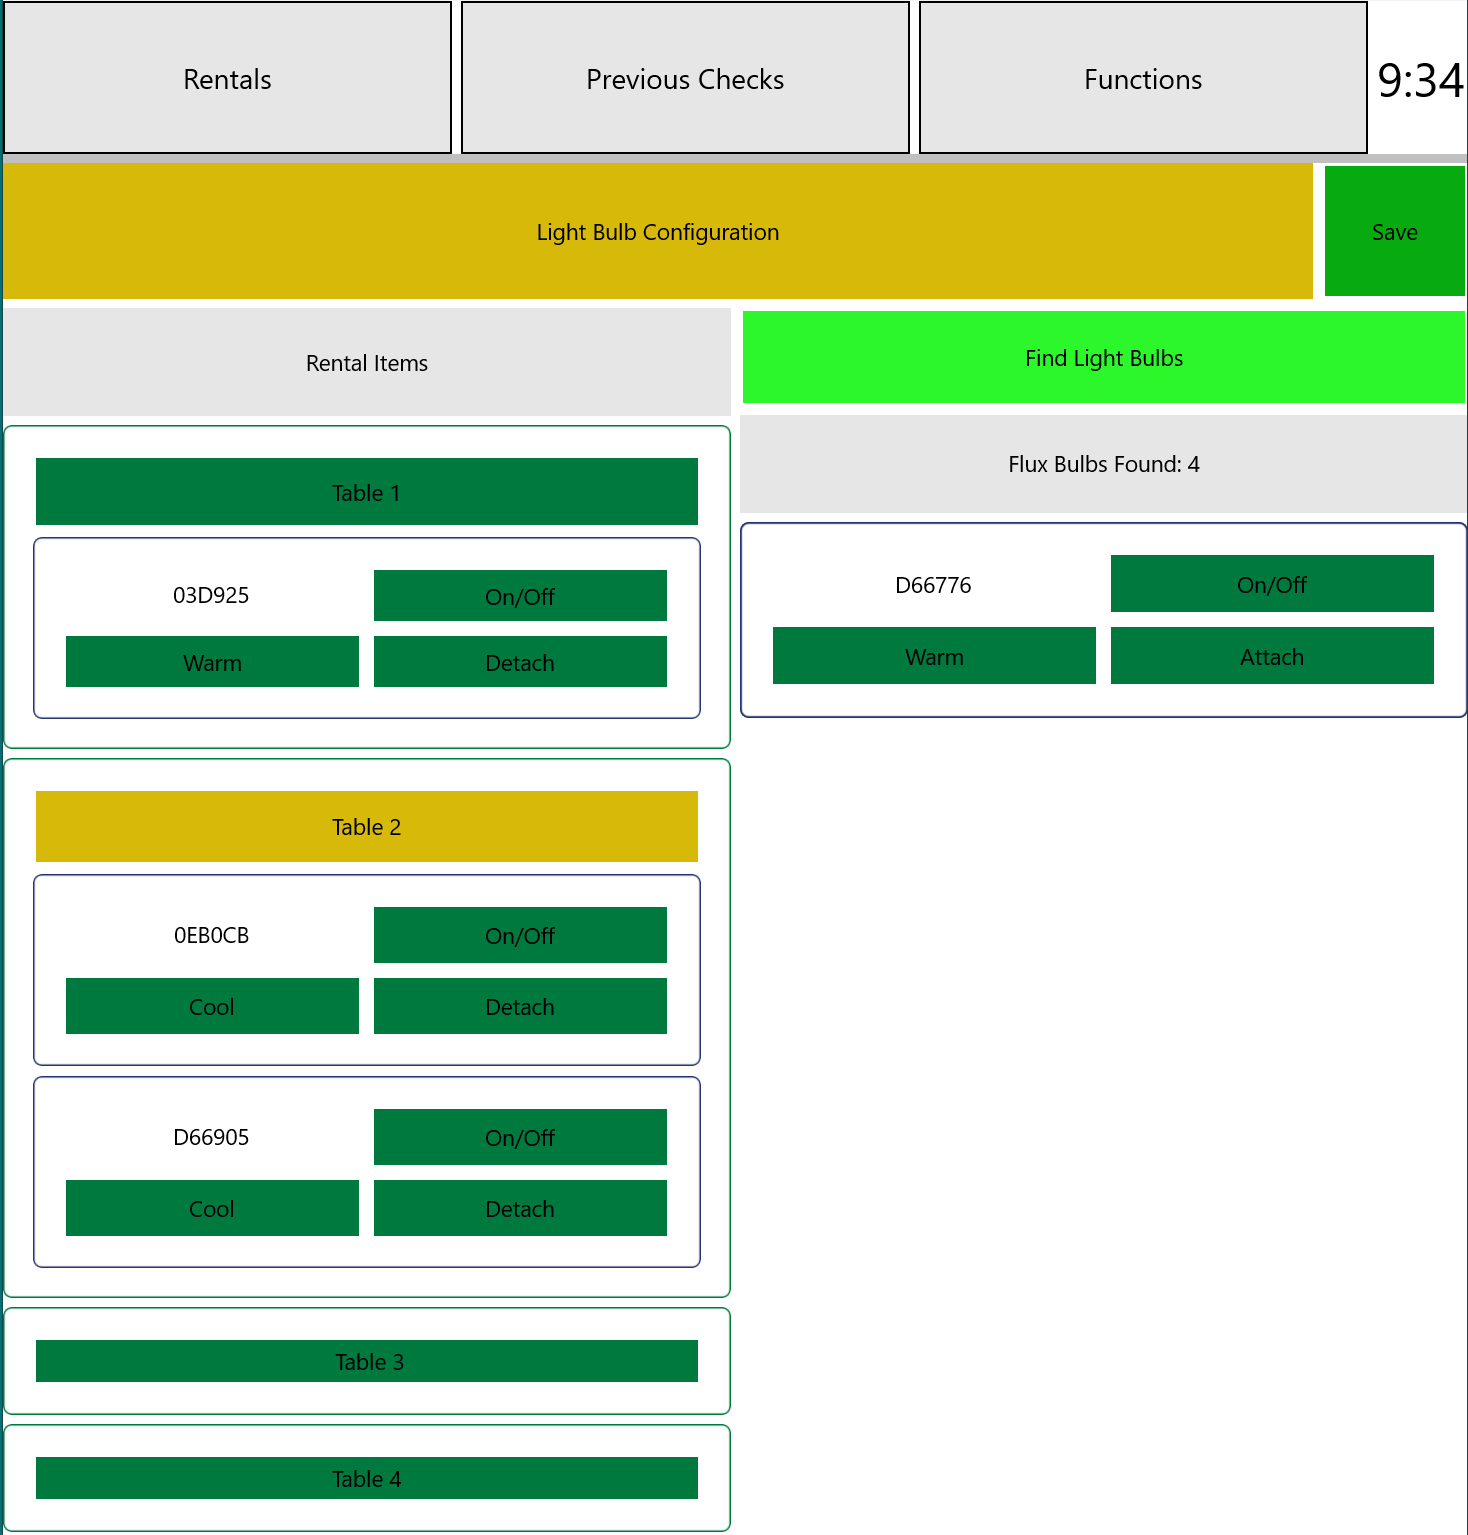 Rentals
Previous Checks
Functions
9:34
Light Bulb Configuration
Save
Rental Items
Table 1
03D925
On/Off
Warm
Detach
Table 2
0EB0CB
On/Off
Cool
Detach
D66905
On/Off
Cool
Detach
Table 3
Table 4
Find Light Bulbs
Flux Bulbs Found: 4
D66776
On/Off
Warm
Attach